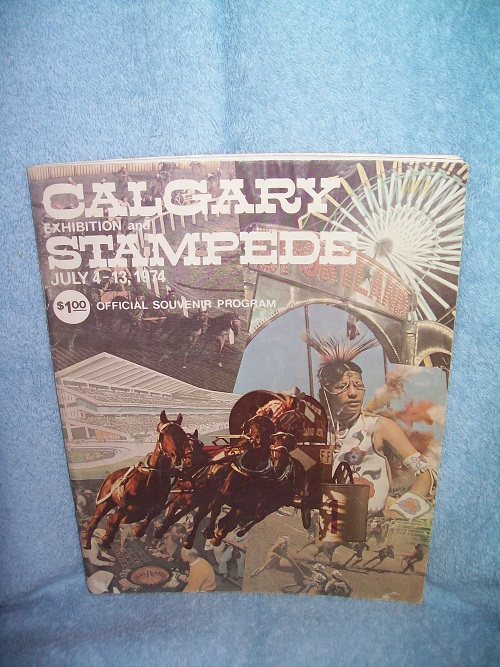 CALGARY
EXHIBITION and
STAMPEDE
JULY 4-13, 1974
$1.00 OFFICIAL SOUVENIR PROGRAM